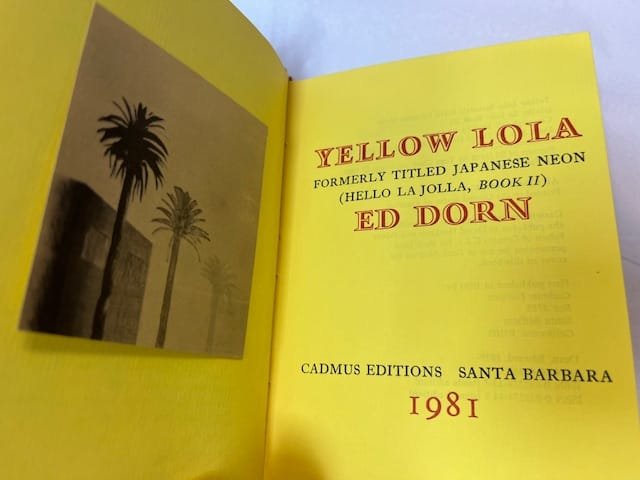 YELLOW LOLA
FORMERLY TITLED JAPANESE NEON
(HELLO LA JOLLA, BOOK II)
ED DORN
CADMUS EDITIONS SANTA BARBARA
1981